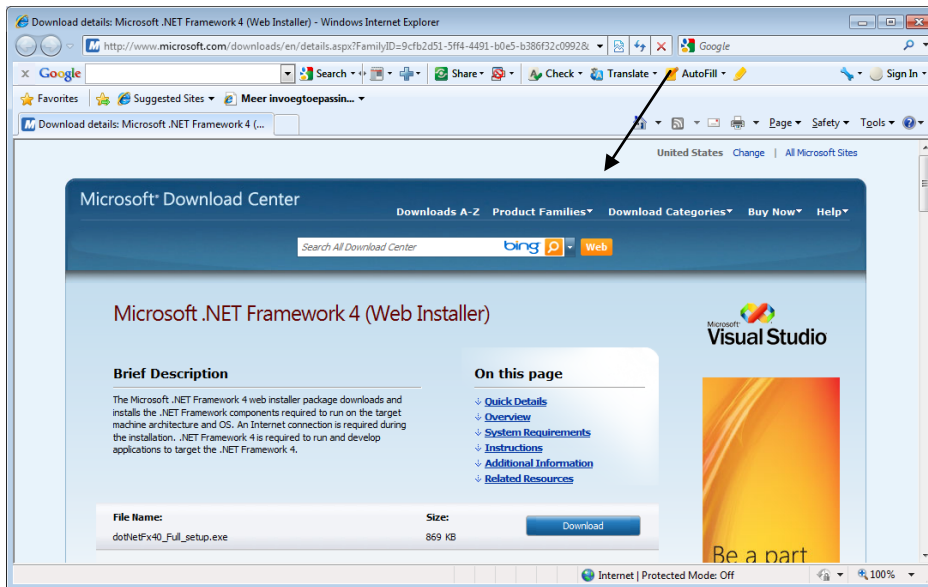 Download details: Microsoft .NET Framework 4 (Web Installer) - Windows Internet Explorer
http://www.microsoft.com/downloads/en/details.aspx?FamilyID=9cfb2d51-5ff4-4491-b0e5-b386f32c0992&
Google
x Google Search Share Check Translate AutoFill Sign In
Favorites Suggested Sites Meer invoegtoepassin...
Download details: Microsoft .NET Framework 4 (... Page Safety Tools
United States Change | All Microsoft Sites
Microsoft Download Center
Downloads A-Z Product Families Download Categories Buy Now Help
Search All Download Center bing Web
Microsoft .NET Framework 4 (Web Installer)
Microsoft
Visual Studio
Brief Description
The Microsoft .NET Framework 4 web installer package downloads and
installs the .NET Framework components required to run on the target
machine architecture and OS. An Internet connection is required during
the installation. .NET Framework 4 is required to run and develop
applications to target the .NET Framework 4.
On this page
Quick Details
Overview
System Requirements
Instructions
Additional Information
Related Resources
File Name: Size:
dotNetFx40_Full_setup.exe 869 KB
Download
Be a part
Internet | Protected Mode: Off 100%